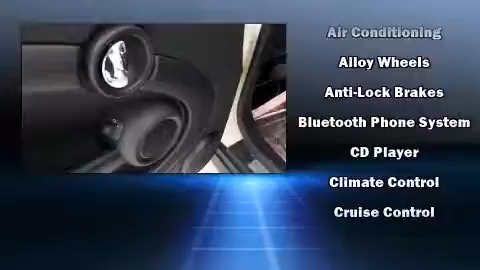 Air Conditioning
Alloy Wheels
Anti-Lock Brakes
Bluetooth Phone System
CD Player
Climate Control
Cruise Control